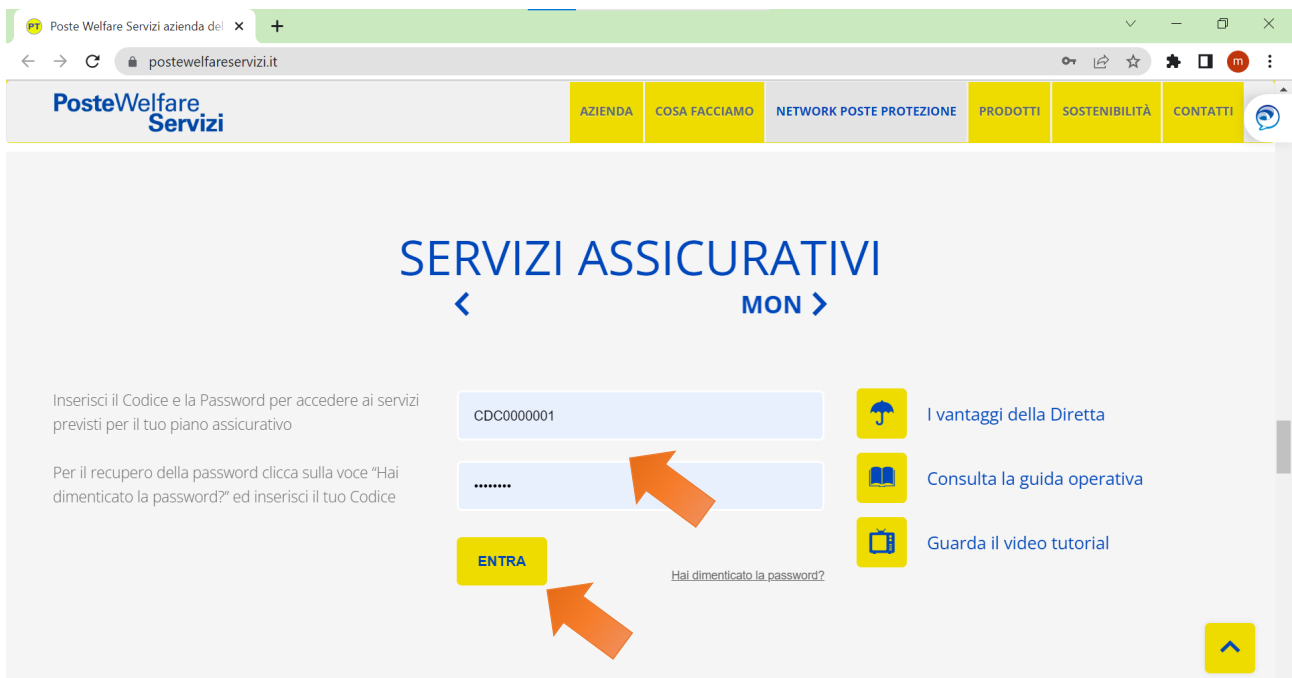 PT Poste Welfare Servizi azienda del
postewelfareservizi.it
m
PosteWelfare
Servizi
AZIENDA
COSA FACCIAMO
NETWORK POSTE PROTEZIONE
PRODOTTI
SOSTENIBILITÀ
CONTATTI
SERVIZI ASSICURATIVI
MON
Inserisci il Codice e la Password per accedere ai servizi
previsti per il tuo piano assicurativo
Per il recupero della password clicca sulla voce “Hai
dimenticato la password?” ed inserisci il tuo Codice
CDC0000001
••••••••
ENTRA
Hai dimenticato la password?
I vantaggi della Diretta
Consulta la guida operativa
Guarda il video tutorial